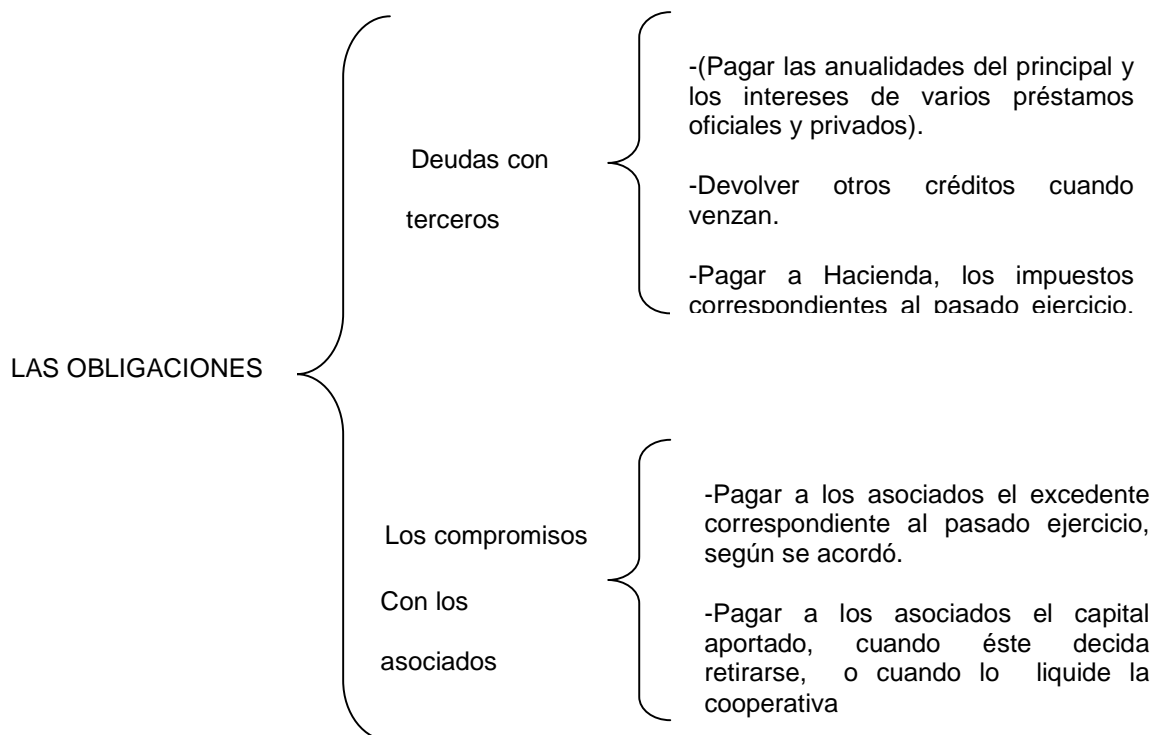 -(Pagar las anualidades del principal y
los intereses de varios préstamos
oficiales y privados).
Deudas con
terceros
-Devolver otros créditos cuando
venzan.
-Pagar a Hacienda, los impuestos
correspondientes al pasado ejercicio.
LAS OBLIGACIONES
Los compromisos
Con los
asociados
-Pagar a los asociados el excedente
correspondiente al pasado ejercicio,
según se acordó.
-Pagar a los asociados el capital
aportado, cuando éste decida
retirarse, o cuando lo liquide la
cooperativa